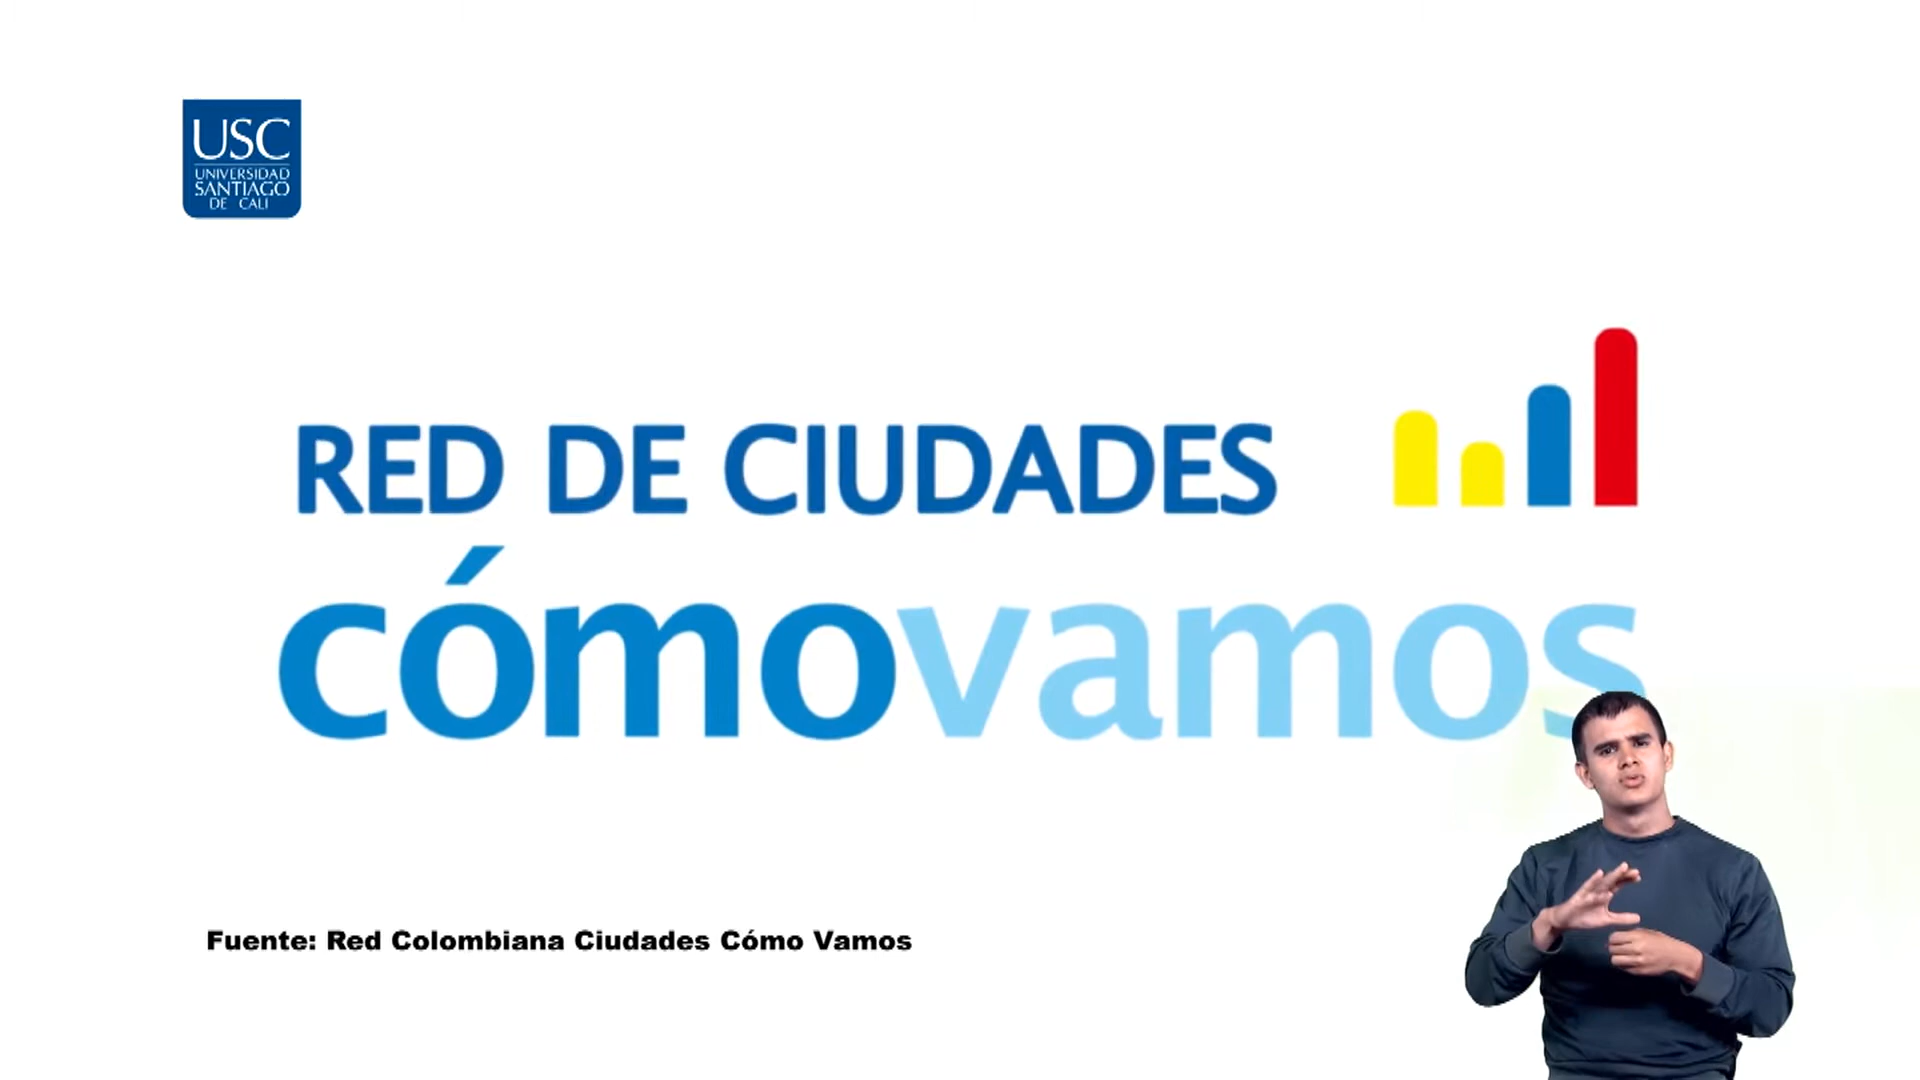 USC
UNIVERSIDAD
SANTIAGO
DE CALI
RED DE CIUDADES
cómovamos
Fuente: Red Colombiana Ciudades Cómo Vamos